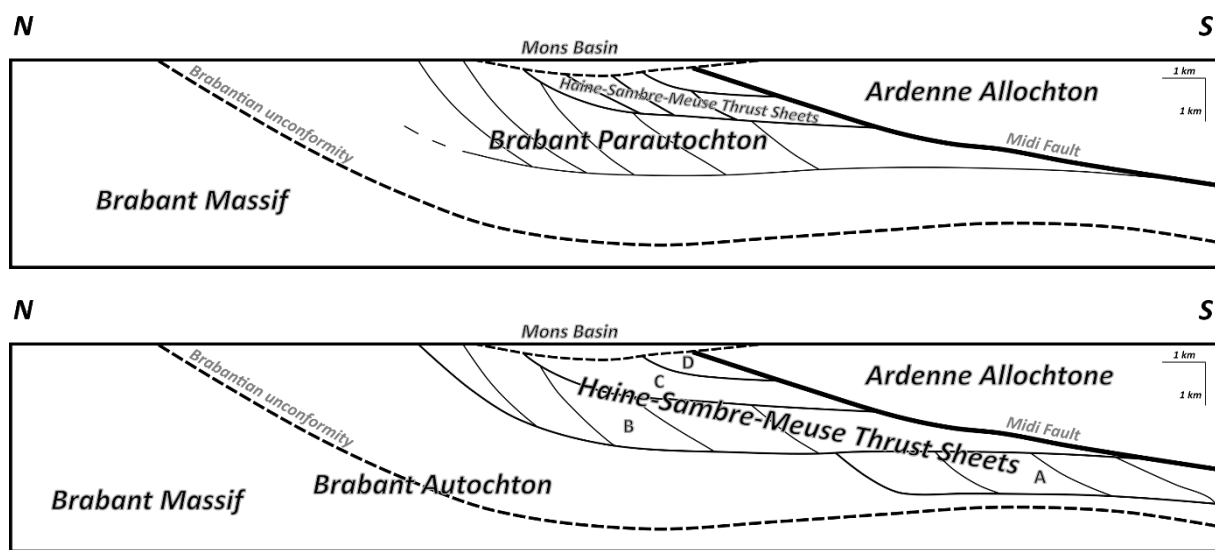 N
S
Mons Basin
1 km
1 km
Brabantian unconformity
Haine-Sambre-Meuse Thrust Sheets
Ardenne Allochton
Brabant Parautochton
Midi Fault
Brabant Massif
N
S
Mons Basin
1 km
1 km
Brabantian unconformity
D
C
Ardenne Allochtone
Haine-Sambre-Meuse Thrust Sheets
B
Midi Fault
A
Brabant Autochton
Brabant Massif